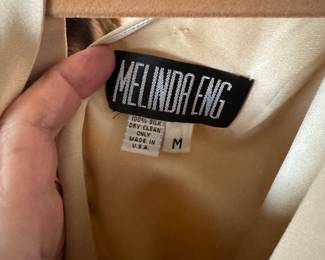 MELINDA ENG
100% SILK
DRY CLEAN
ONLY
MADE IN
U.S.A.
M